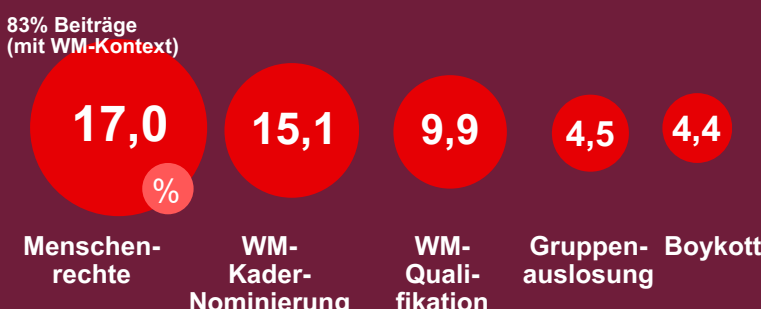 83% Beiträge
(mit WM-Kontext)
17,0
%
15,1
9,9
4,5
4,4
Menschen-
rechte
WM-
Kader-
Nominierung
WM-
Quali-
fikation
Gruppen-
auslosung
Boykott